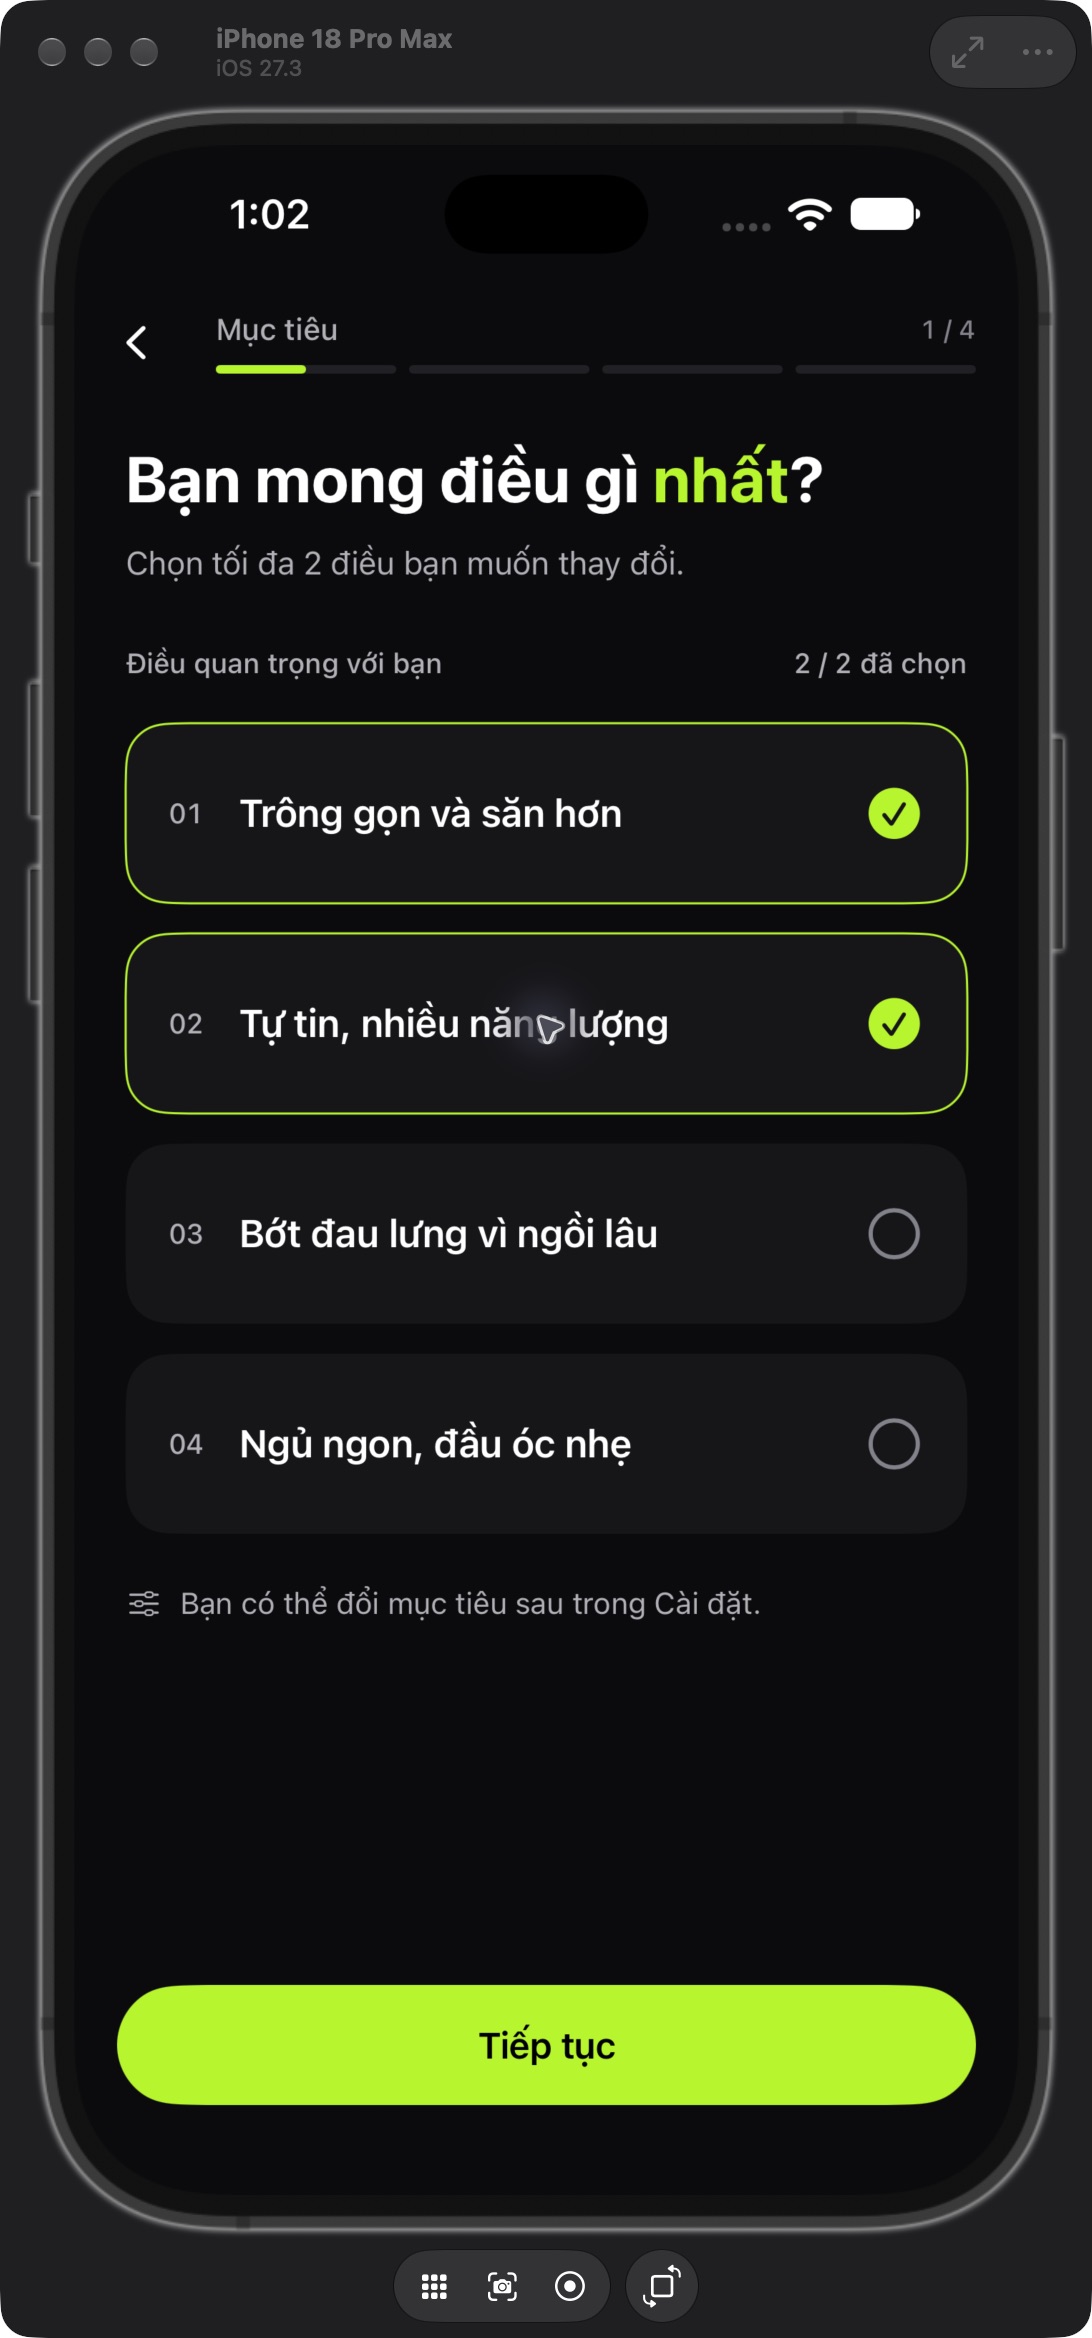 iPhone 18 Pro Max
iOS 27.3
1:02
Mục tiêu
1 / 4
Bạn mong điều gì nhất?
Chọn tối đa 2 điều bạn muốn thay đổi.
Điều quan trọng với bạn
2 / 2 đã chọn
01 Trông gọn và săn hơn
02 Tự tin, nhiều năng lượng
03 Bớt đau lưng vì ngồi lâu
04 Ngủ ngon, đầu óc nhẹ
Bạn có thể đổi mục tiêu sau trong Cài đặt.
Tiếp tục